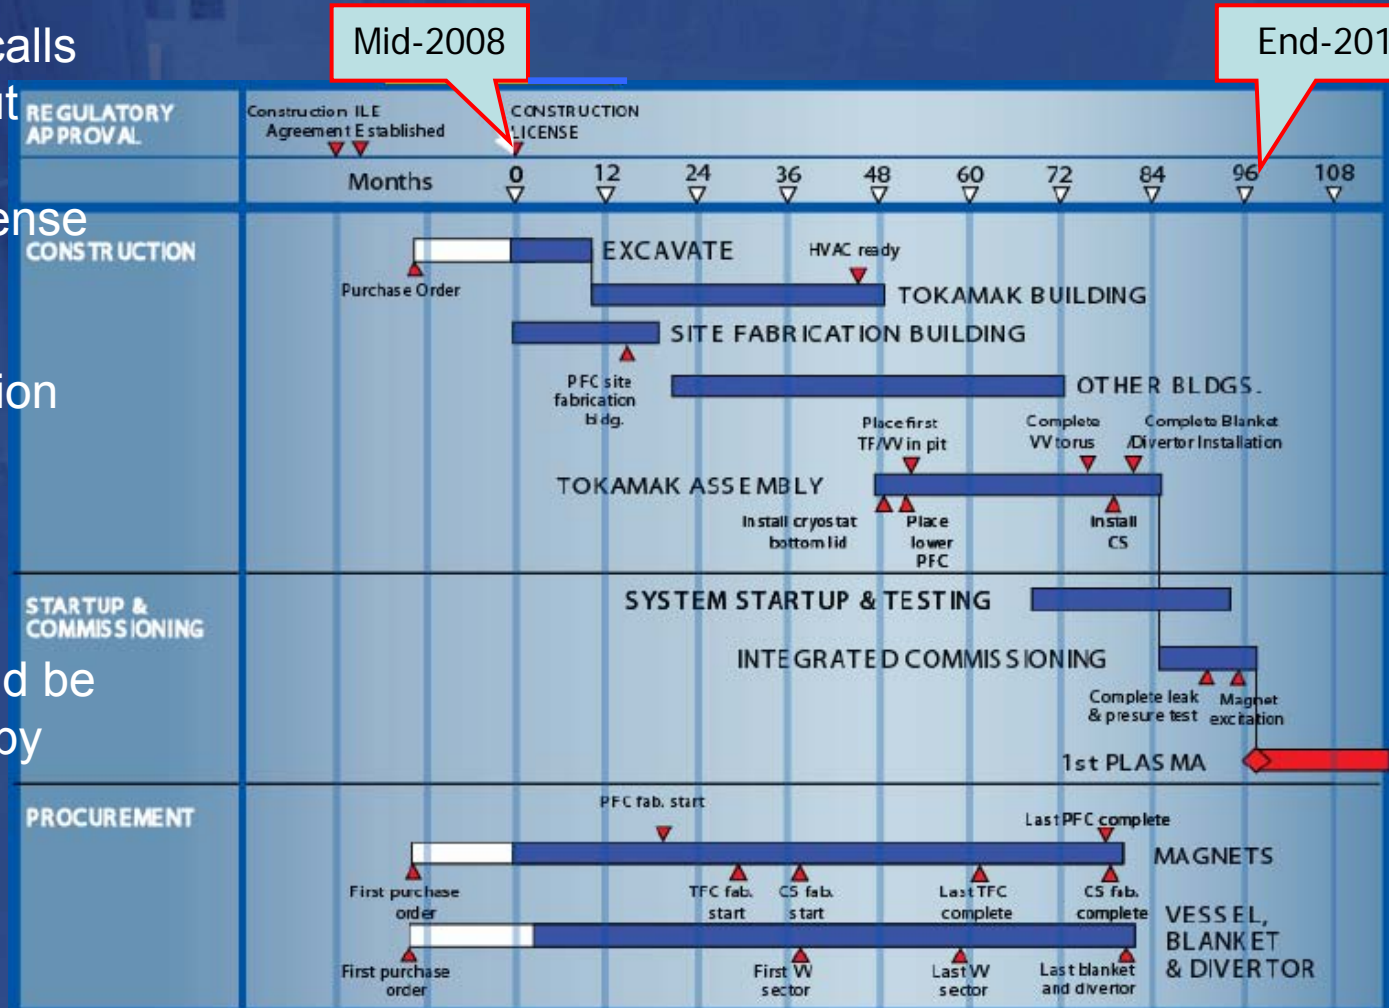 calls
Mid-2008
End-201
REGULATORY
APPROVAL
Construction ILE
Agreement Established
CONSTRUCTION
LICENSE
Months
0 12 24 36 48 60 72 84 96 108
ense
CONSTRUCTION
EXCAVATE
HVAC ready
Purchase Order
TOKAMAK BUILDING
SITE FABRICATION BUILDING
tion
PFC site
fabrication
bldg.
OTHER BLDGS.
Place first
TF/VV in pit
Complete
VV torus
Complete Blanket
/Divertor Installation
TOKAMAK ASSEMBLY
Install cryostat
bottom lid
Place
lower
PFC
Install
CS
STARTUP &
COMMISSIONING
SYSTEM STARTUP & TESTING
INTEGRATED COMMISSIONING
d be
by
Complete leak
& presure test
Magnet
excitation
1st PLASMA
PROCUREMENT
PFC fab. start
Last PFC complete
MAGNETS
First purchase
order
TFC fab.
start
CS fab.
start
Last TFC
complete
CS fab.
complete
VESSEL,
BLANKET
& DIVERTOR
First purchase
order
First VV
sector
Last VV
sector
Last blanket
and divertor